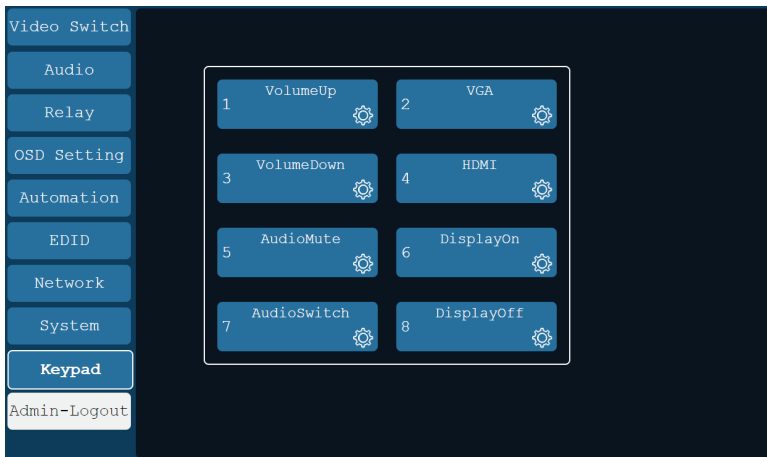 Video Switch
Audio
Relay
OSD Setting
Automation
EDID
Network
System
Keypad
Admin-Logout
1 VolumeUp
2 VGA
3 VolumeDown
4 HDMI
5 AudioMute
6 DisplayOn
7 AudioSwitch
8 DisplayOff